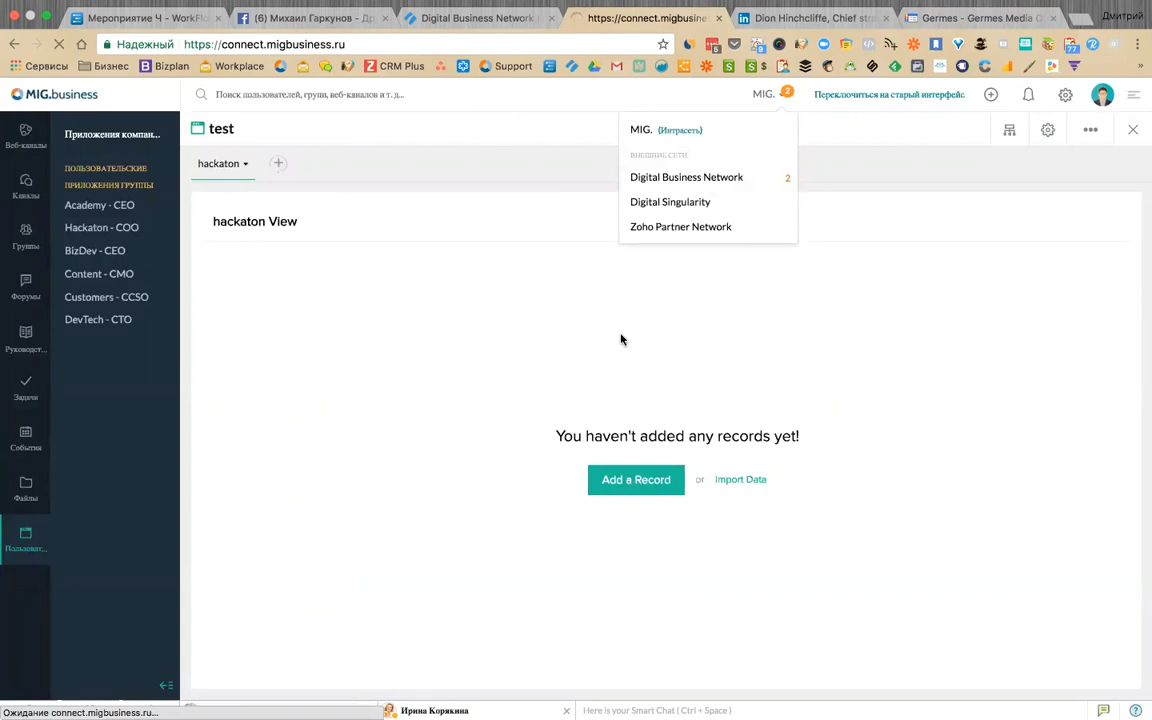 Мероприятие Ч - WorkFlo
(6) Михаил Гаркунов - Др
Digital Business Network
https://connect.migbusiness
Dion Hinchcliffe, Chief stra
Germes - Germes Media C
Дмитрий
Надежный
https://connect.migbusiness.ru
Сервисы
Бизнес
Bizplan
Workplace
CRM Plus
Support
MIG.business
Поиск пользователей, групп, веб-каналов и т. д...
MIG.
2
Переключиться на старый интерфейс
Веб-каналы
Каналы
Группы
Форумы
Руководст...
Задачи
События
Файлы
Пользоват...
Приложения компан...
ПОЛЬЗОВАТЕЛЬСКИЕ
ПРИЛОЖЕНИЯ ГРУППЫ
Academy - CEO
Hackaton - COO
BizDev - CEO
Content - CMO
Customers - CCSO
DevTech - CTO
test
hackaton
hackaton View
MIG. (Интрасеть)
ВНЕШНИЕ СЕТИ
Digital Business Network 2
Digital Singularity
Zoho Partner Network
You haven't added any records yet!
Add a Record or Import Data
Ожидание connect.migbusiness.ru...
Ирина Корякина
Here is your Smart Chat ( Ctrl + Space )